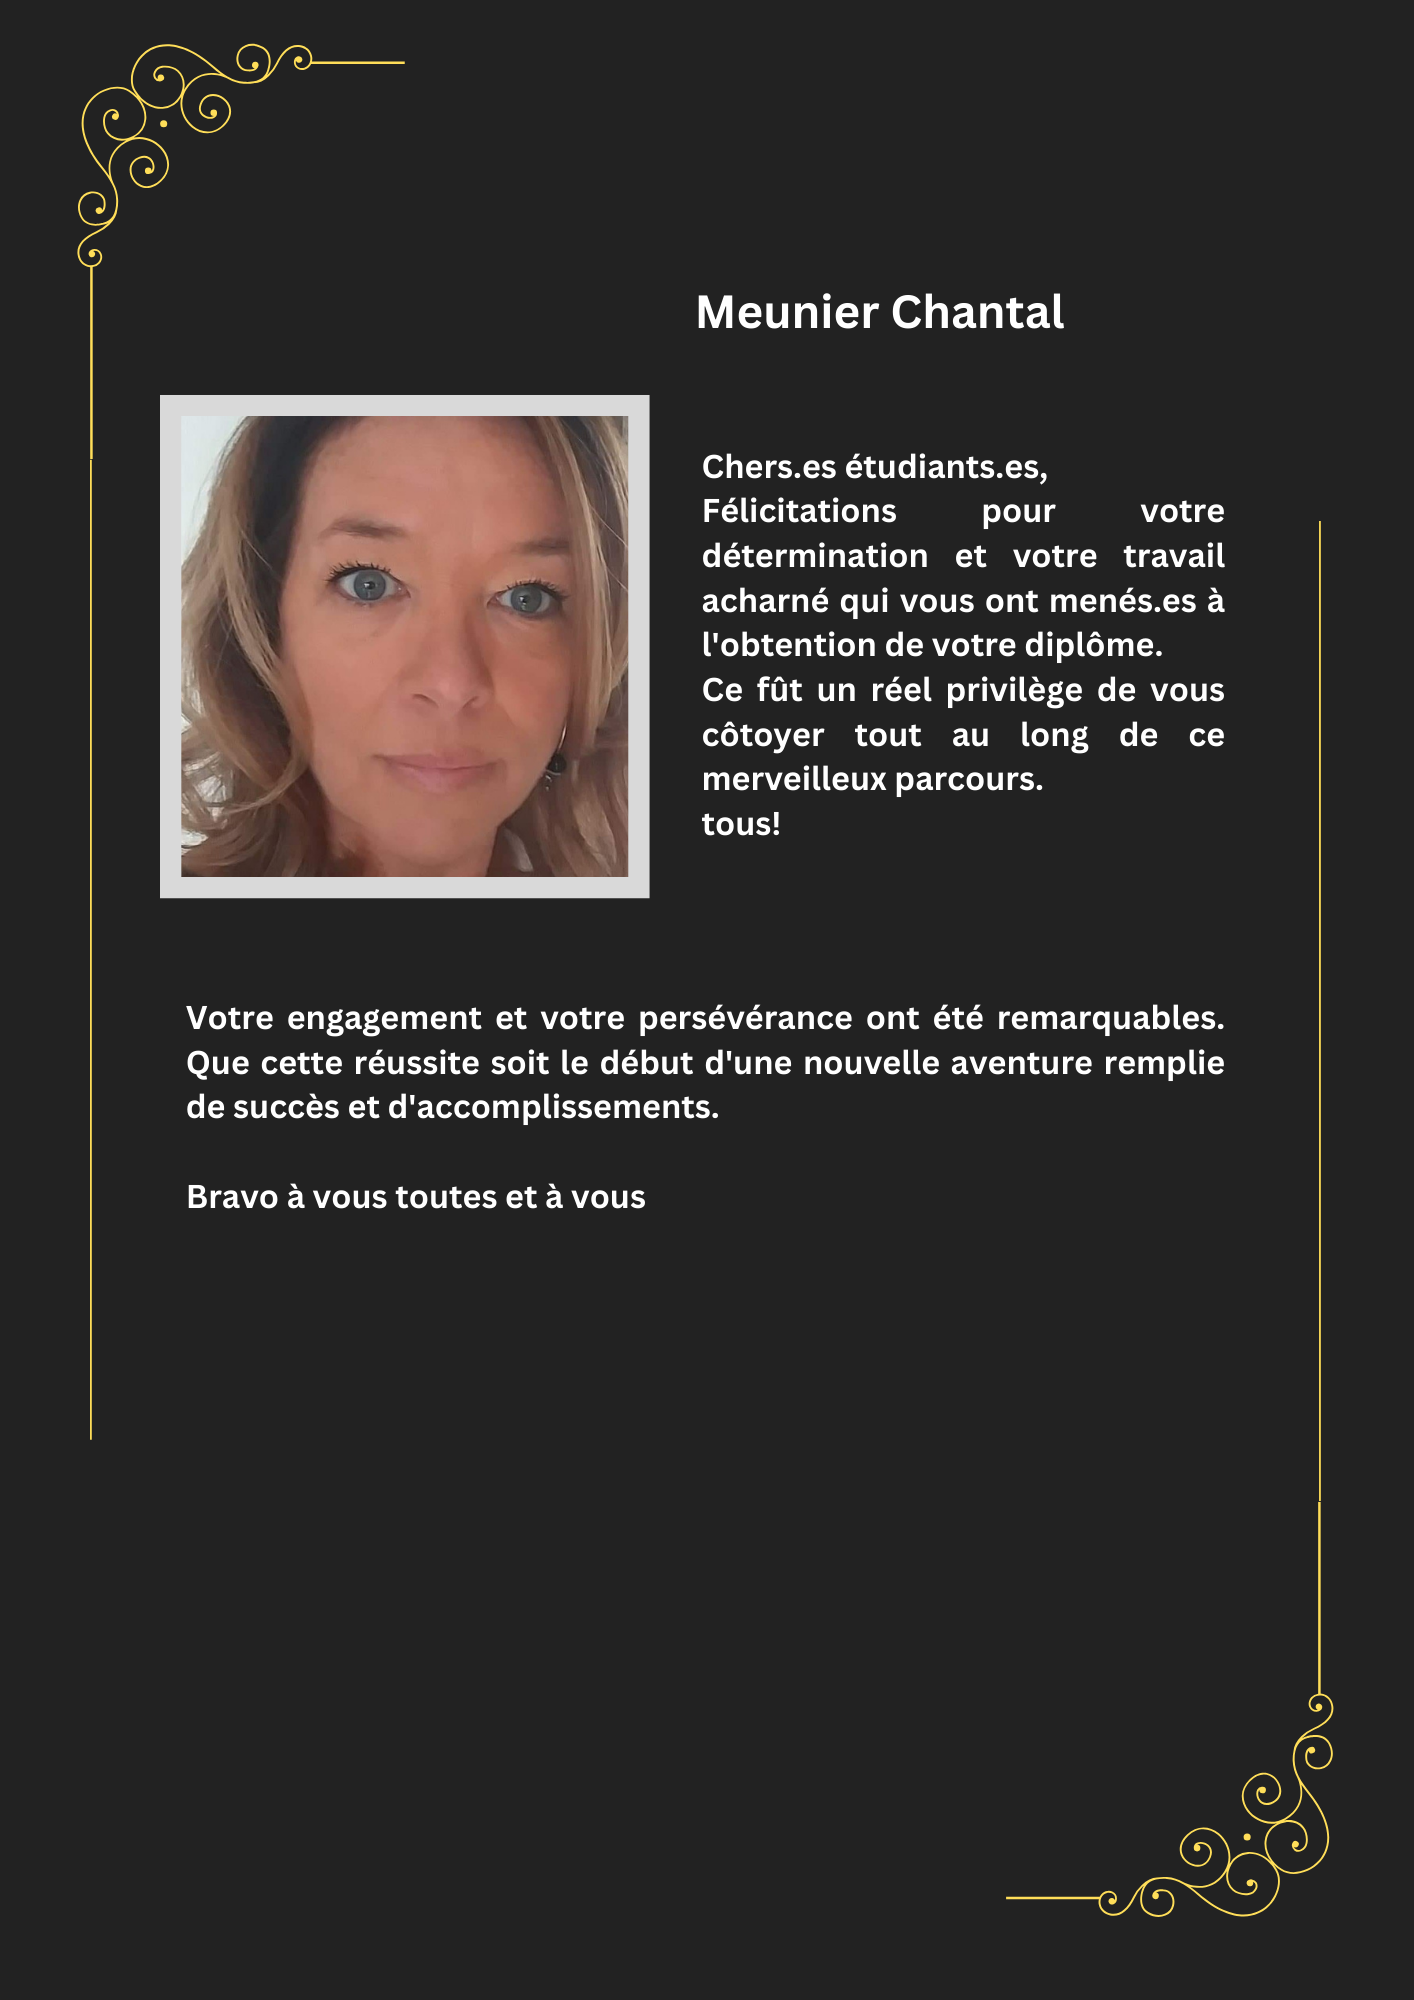 Meunier Chantal
Chers.es étudiants.es,
Félicitations pour votre
détermination et votre travail
acharné qui vous ont menés.es à
l'obtention de votre diplôme.
Ce fût un réel privilège de vous
côtoyer tout au long de ce
merveilleux parcours.
tous!
Votre engagement et votre persévérance ont été remarquables.
Que cette réussite soit le début d'une nouvelle aventure remplie
de succès et d'accomplissements.
Bravo à vous toutes et à vous